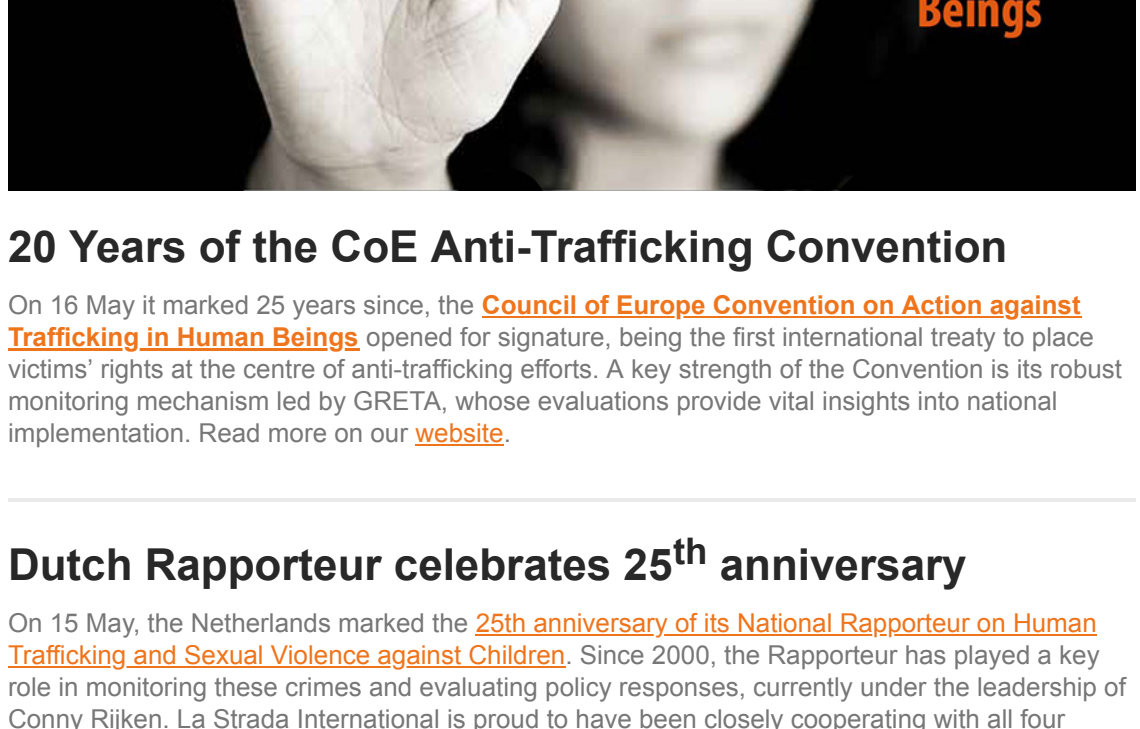 Beings
20 Years of the CoE Anti-Trafficking Convention
On 16 May it marked 25 years since, the Council of Europe Convention on Action against
Trafficking in Human Beings opened for signature, being the first international treaty to place
victims’ rights at the centre of anti-trafficking efforts. A key strength of the Convention is its robust
monitoring mechanism led by GRETA, whose evaluations provide vital insights into national
implementation. Read more on our website.
Dutch Rapporteur celebrates 25th anniversary
On 15 May, the Netherlands marked the 25th anniversary of its National Rapporteur on Human
Trafficking and Sexual Violence against Children. Since 2000, the Rapporteur has played a key
role in monitoring these crimes and evaluating policy responses, currently under the leadership of
Conny Rijken. La Strada International is proud to have been closely cooperating with all four